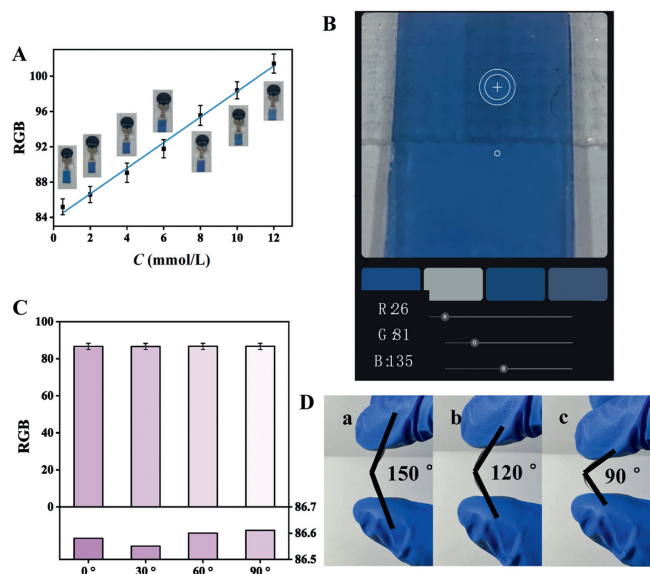 A
RGB
100
96
92
88
84
0 2 4 6 8 10 12
C (mmol/L)
B
R:26
R
G:81
G
B:135
B
C
RGB
100
80
60
40
20
0
86.7
86.6
86.5
0° 30° 60° 90°
D
a b c
150° 120° 90°